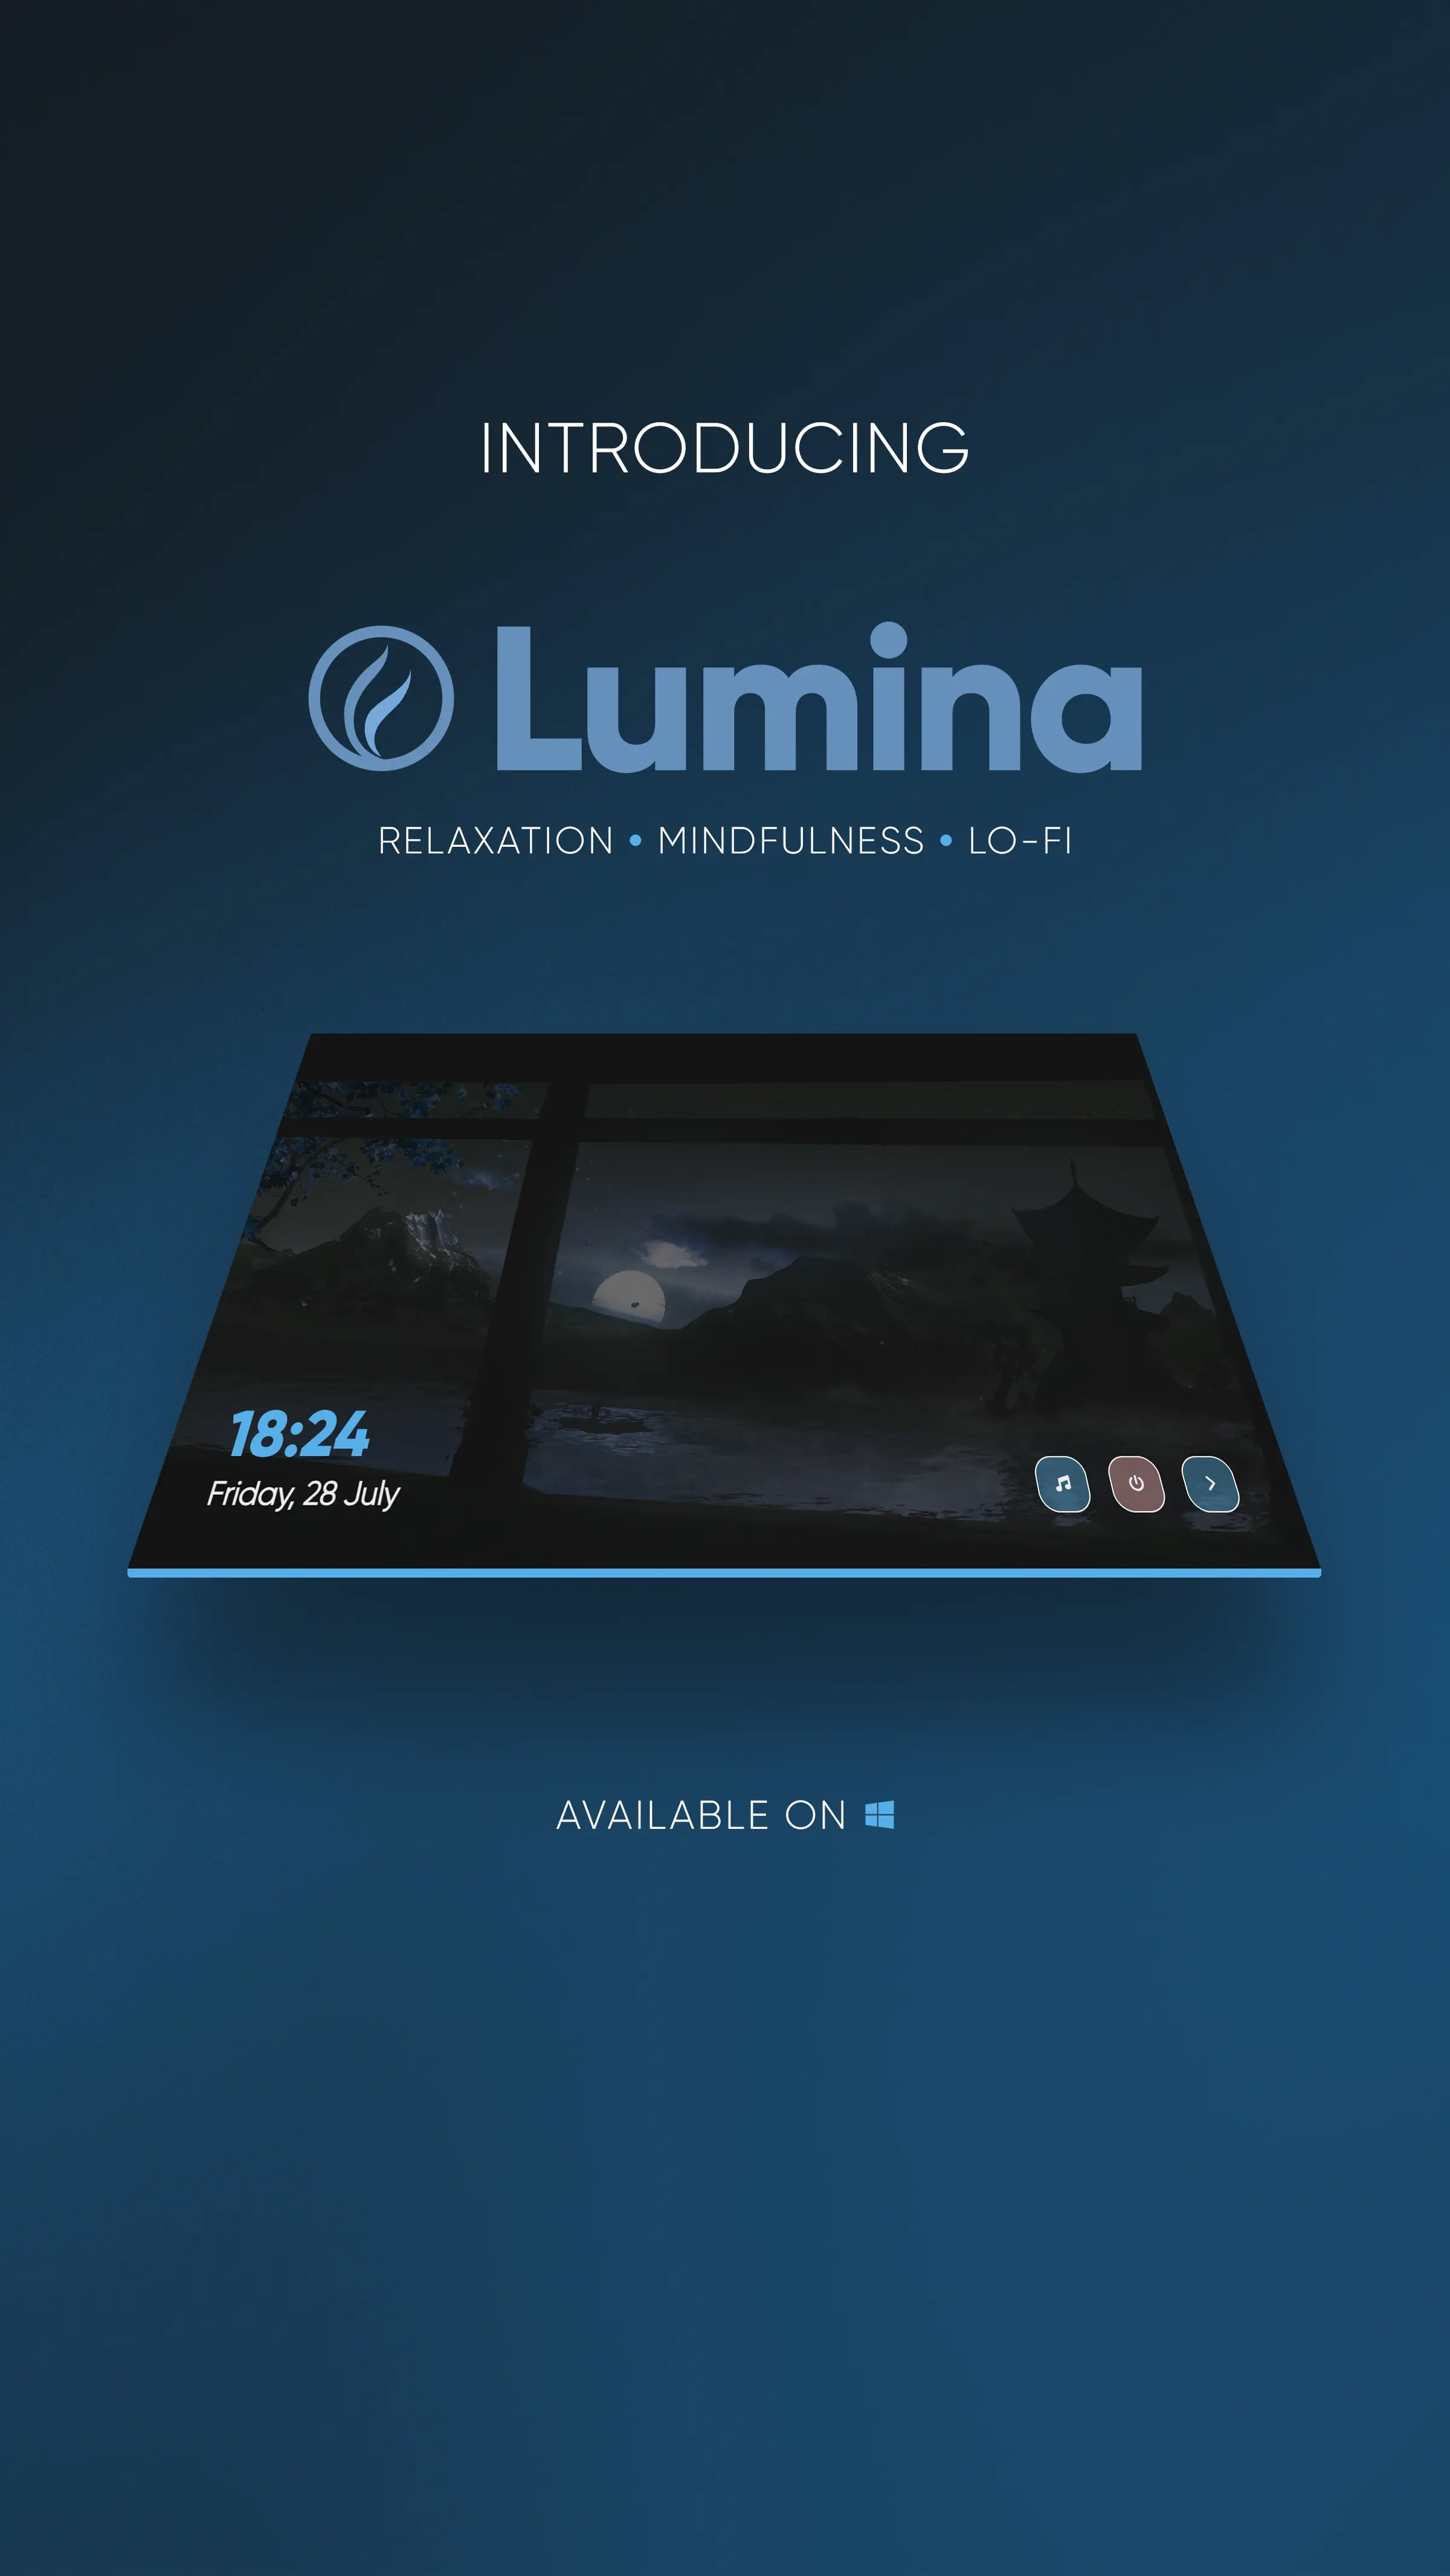 INTRODUCING
Lumina
RELAXATION • MINDFULNESS • LO-FI
18:24
Friday, 28 July
AVAILABLE ON